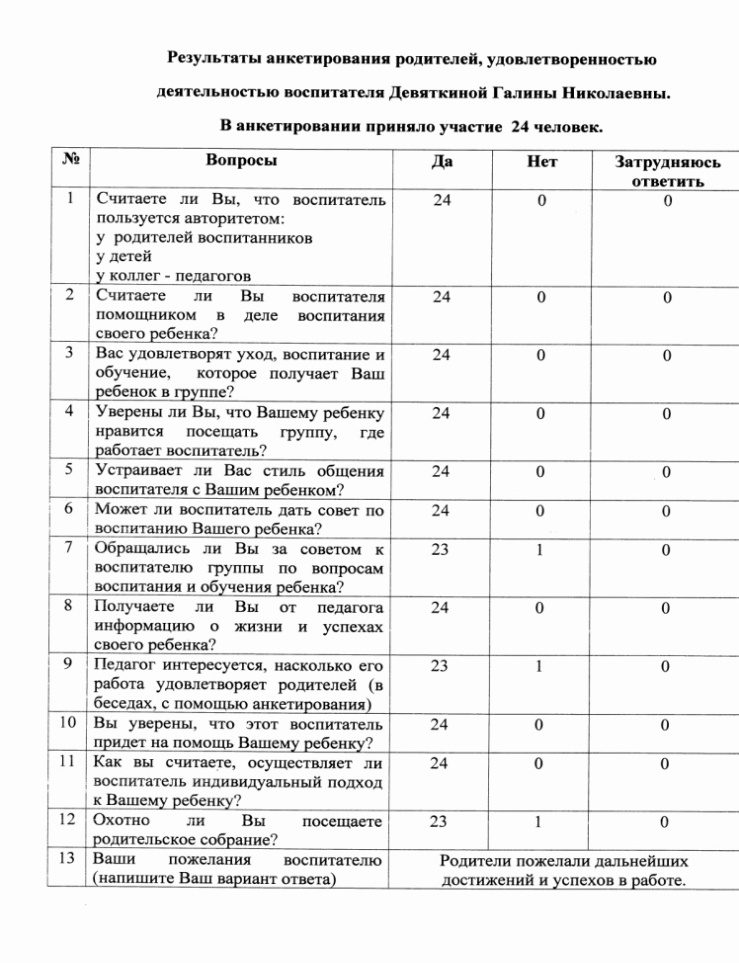 Результаты анкетирования родителей, удовлетворенностью
деятельностью воспитателя Девяткиной Галины Николаевны.
В анкетировании приняло участие 24 человек.
№ Вопросы Да Нет Затрудняюсь
ответить
1 Считаете ли Вы, что воспитатель 24 0 0
пользуется авторитетом:
у родителей воспитанников
у детей
у коллег - педагогов
2 Считаете ли Вы воспитателя 24 0 0
помощником в деле воспитания
своего ребенка?
3 Вас удовлетворят уход, воспитание и 24 0 0
обучение, которое получает Ваш
ребенок в группе?
4 Уверены ли Вы, что Вашему ребенку 24 0 0
нравится посещать группу, где
работает воспитатель?
5 Устраивает ли Вас стиль общения 24 0 0
воспитателя с Вашим ребенком?
6 Может ли воспитатель дать совет по 24 0 0
воспитанию Вашего ребенка?
7 Обращались ли Вы за советом к 23 1 0
воспитателю группы по вопросам
воспитания и обучения ребенка?
8 Получаете ли Вы от педагога 24 0 0
информацию о жизни и успехах
своего ребенка?
9 Педагог интересуется, насколько его 23 1 0
работа удовлетворяет родителей (в
беседах, с помощью анкетирования)
10 Вы уверены, что этот воспитатель 24 0 0
придет на помощь Вашему ребенку?
11 Как вы считаете, осуществляет ли 24 0 0
воспитатель индивидуальный подход
к Вашему ребенку?
12 Охотно ли Вы посещаете 23 1 0
родительское собрание?
13 Ваши пожелания воспитателю Родители пожелали дальнейших
(напишите Ваш вариант ответа) достижений и успехов в работе.